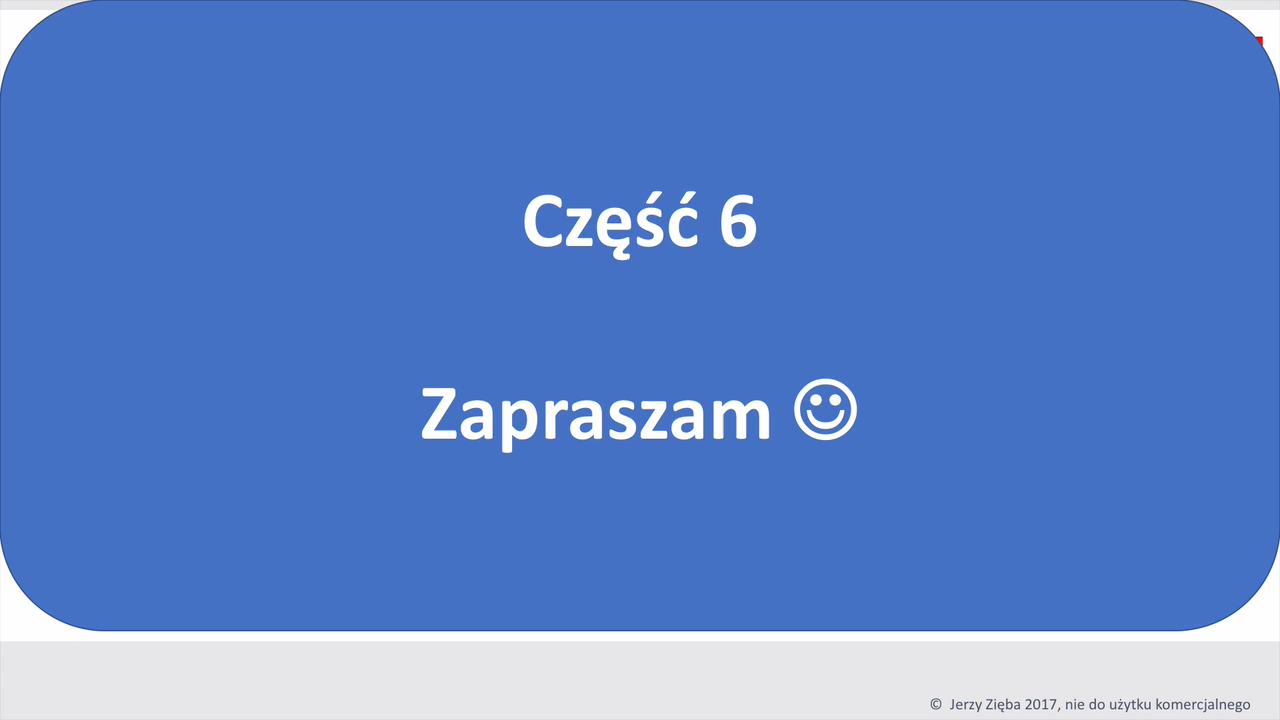 Część 6
Zapraszam ☺
© Jerzy Zięba 2017, nie do użytku komercjalnego